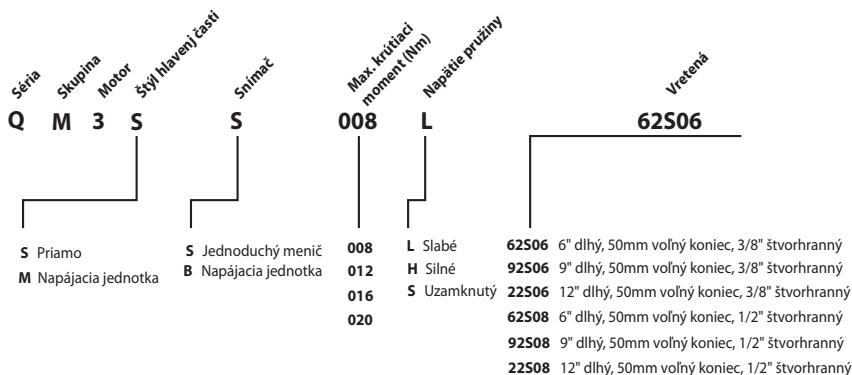 Séria
Skupina
Motor
Štýl hlavenj časti
Snímač
Max. krútiaci
moment (Nm)
Napätie pružiny
Vretená
Q M 3 S S 008 L 62S06
S Priamo
M Napájacia jednotka
S Jednoduchý menič
B Napájacia jednotka
008
012
016
020
L Slabé
H Silné
S Uzamknutý
62S06 6" dlhý, 50mm voľný koniec, 3/8" štvorhranný
92S06 9" dlhý, 50mm voľný koniec, 3/8" štvorhranný
22S06 12" dlhý, 50mm voľný koniec, 3/8" štvorhranný
62S08 6" dlhý, 50mm voľný koniec, 1/2" štvorhranný
92S08 9" dlhý, 50mm voľný koniec, 1/2" štvorhranný
22S08 12" dlhý, 50mm voľný koniec, 1/2" štvorhranný